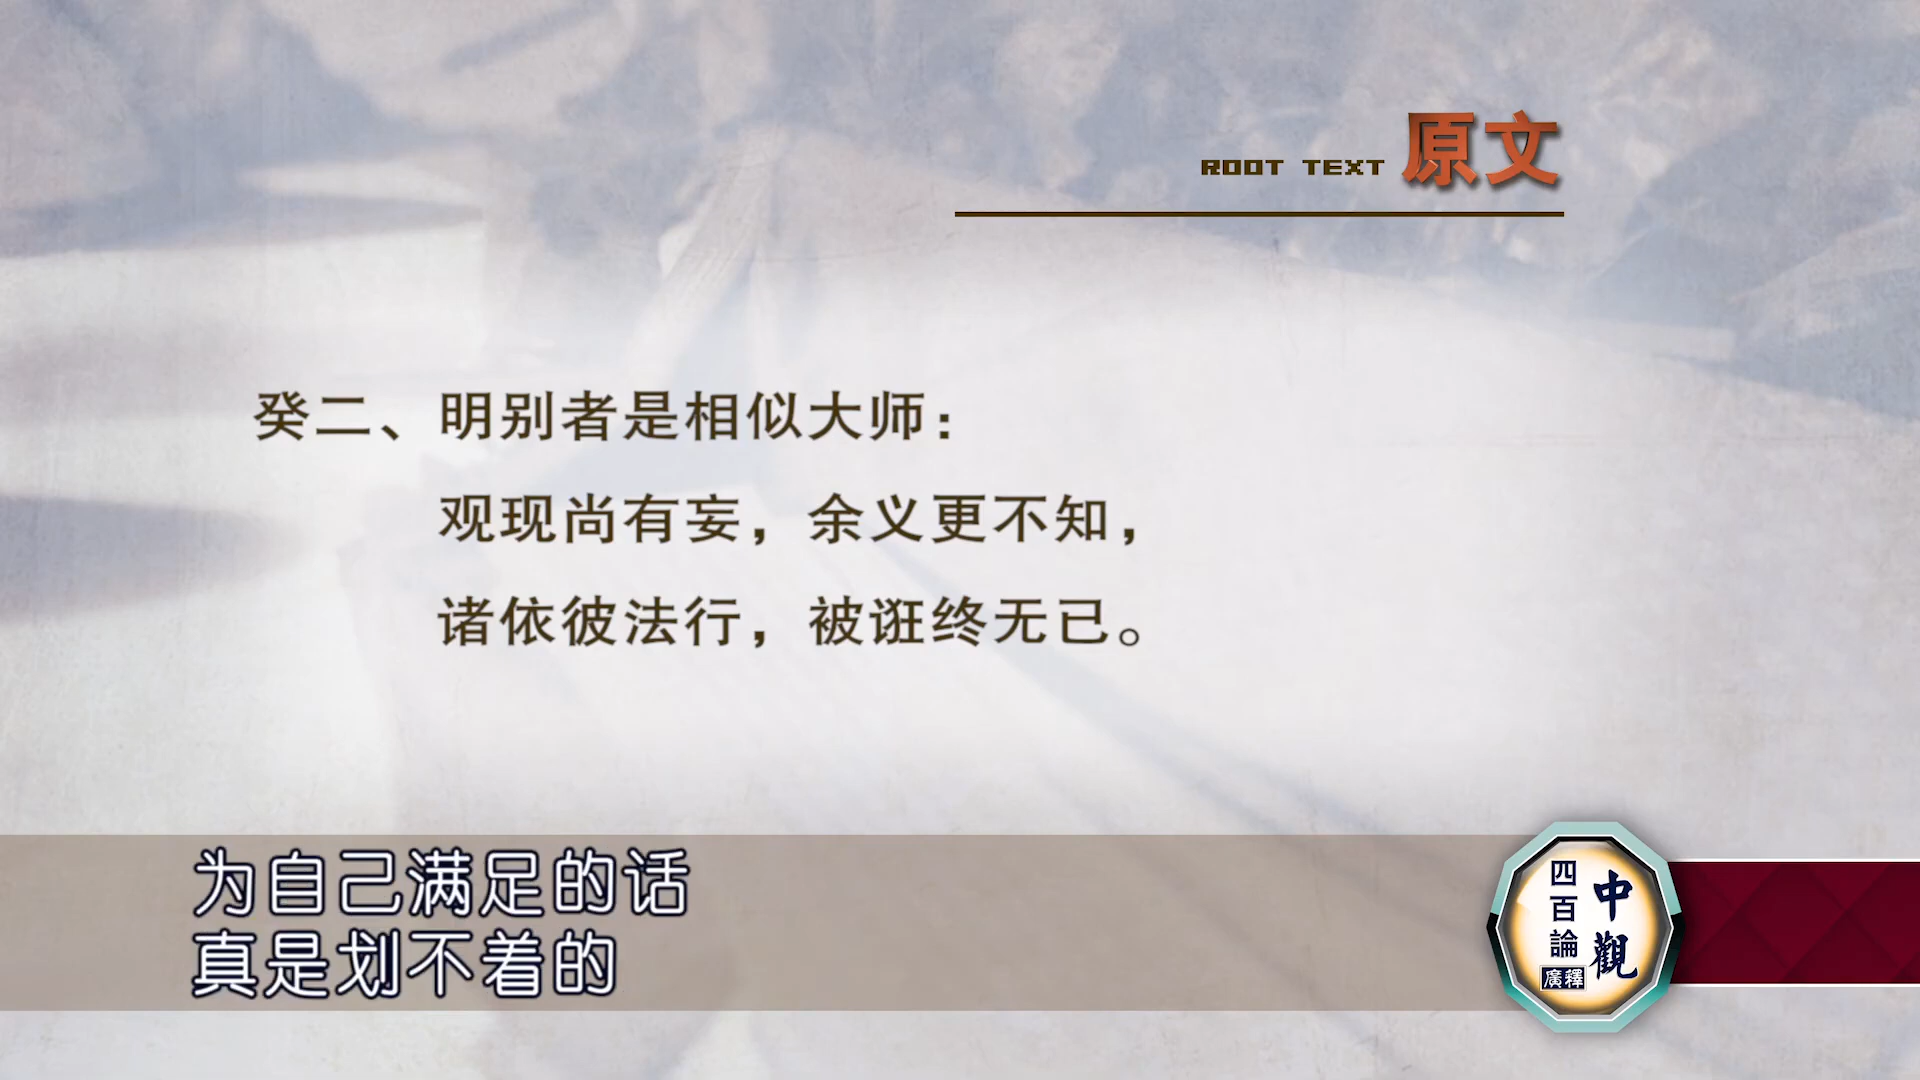 ROOT TEXT 原文
癸二、明别者是相似大师：
观现尚有妄，余义更不知，
诸依彼法行，被诳终无已。
为自己满足的话
真是划不着的
中觀
四百論
廣釋